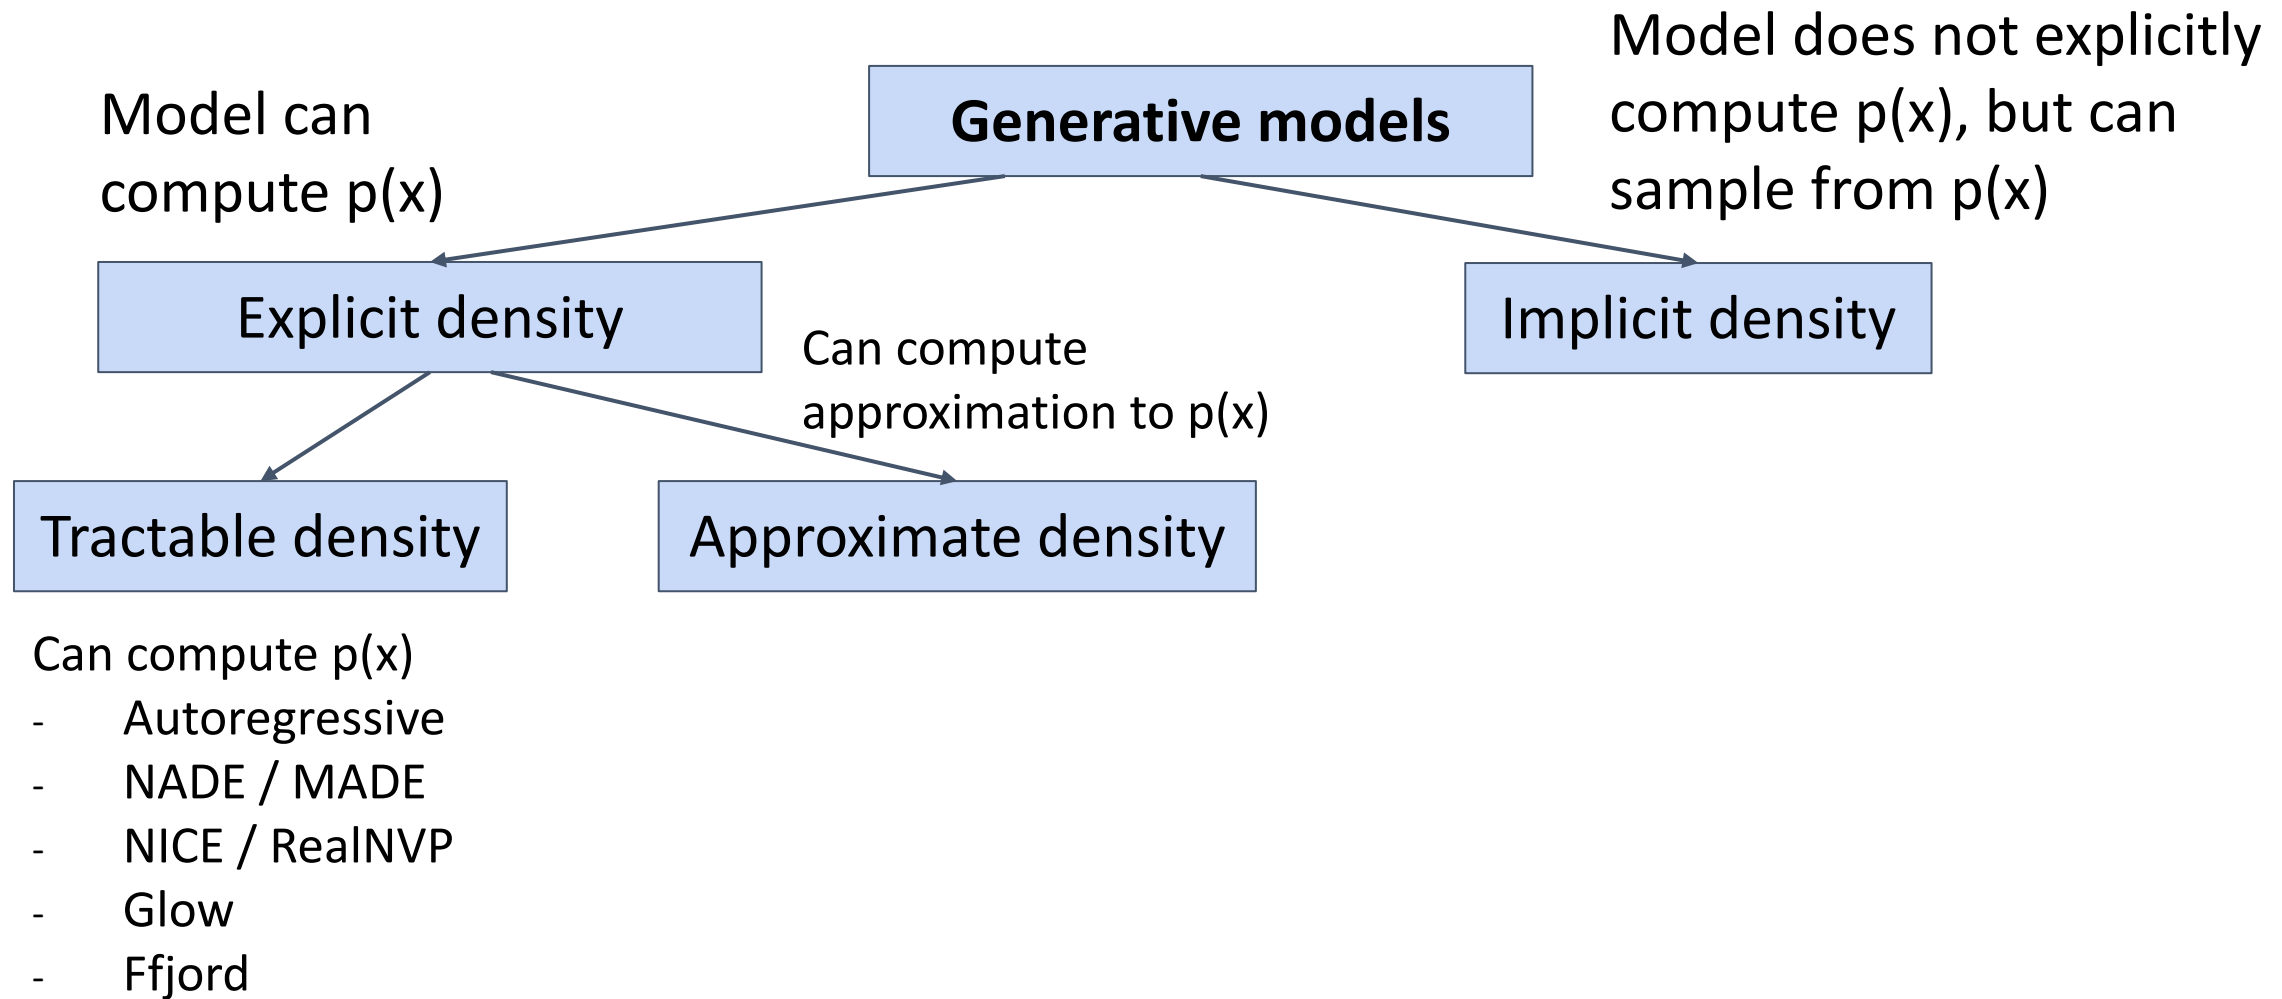 Generative models
Model can
compute p(x)
Model does not explicitly
compute p(x), but can
sample from p(x)
Explicit density
Implicit density
Can compute
approximation to p(x)
Tractable density
Approximate density
Can compute p(x)
- Autoregressive
- NADE / MADE
- NICE / RealNVP
- Glow
- Ffjord